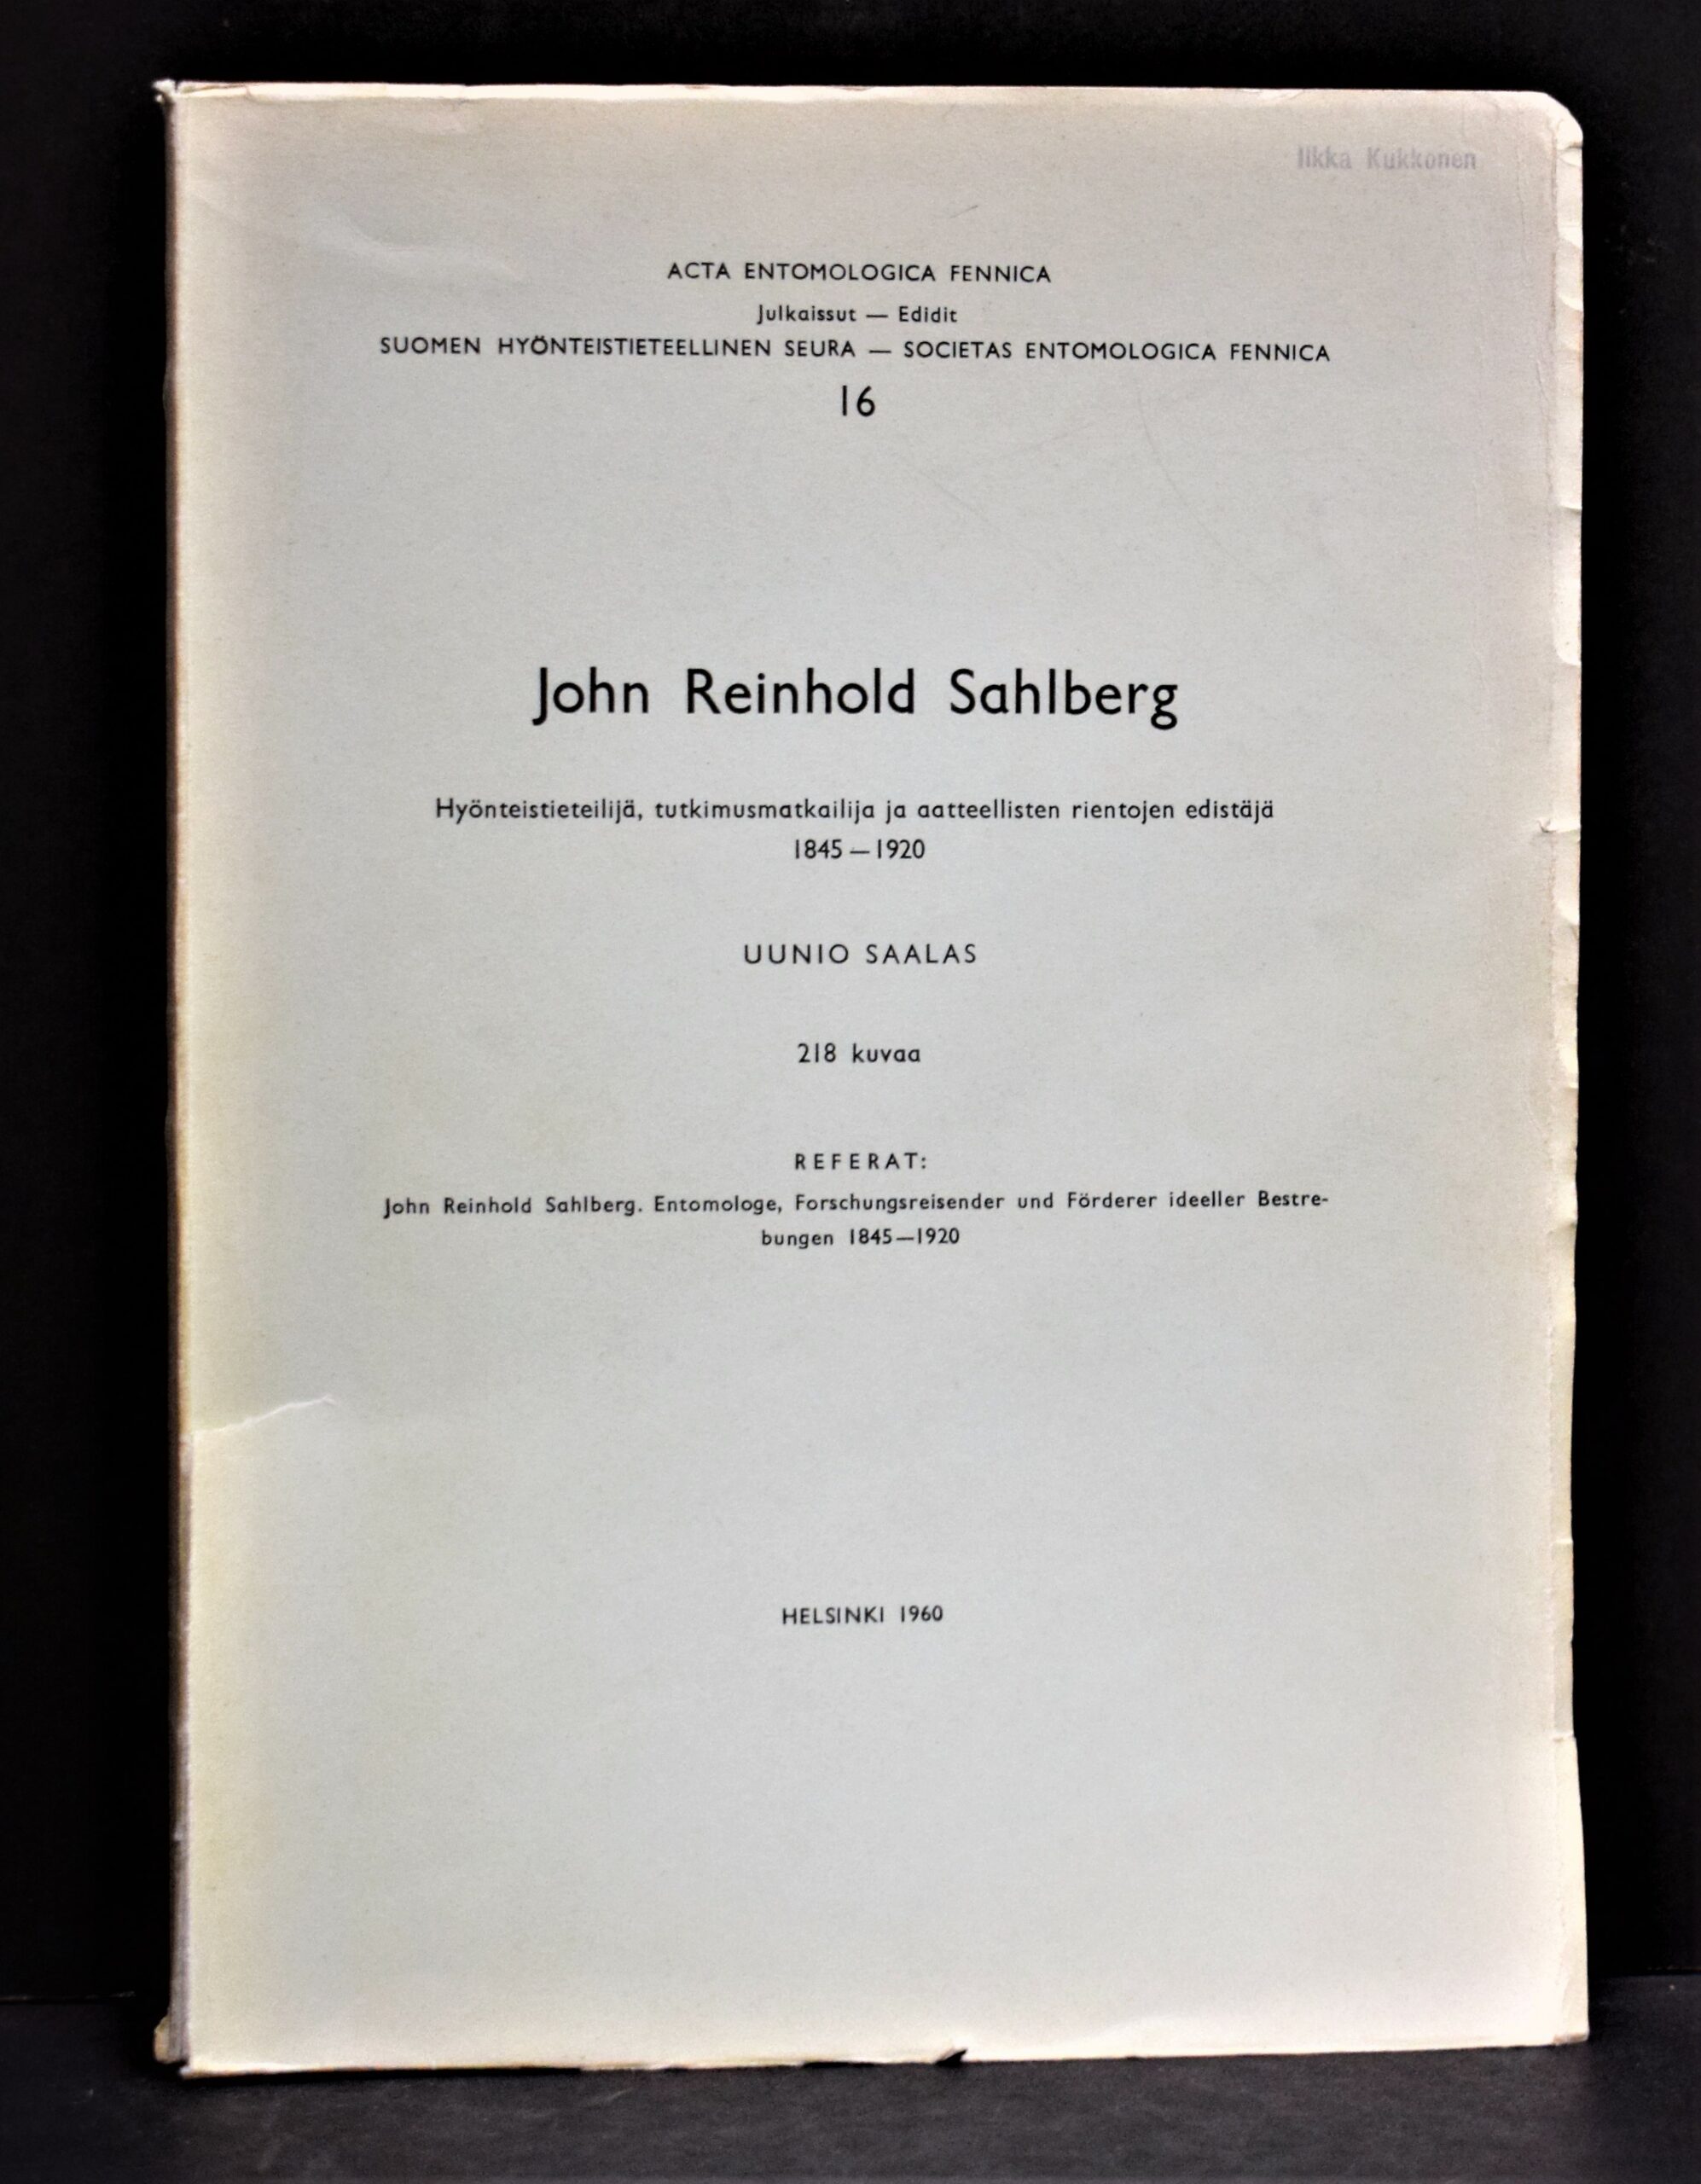 Ilkka Kukkonen
ACTA ENTOMOLOGICA FENNICA
Julkaissut — Edidit
SUOMEN HYÖNTEISTIETEELLINEN SEURA — SOCIETAS ENTOMOLOGICA FENNICA
16
John Reinhold Sahlberg
Hyönteistieteilijä, tutkimusmatkailija ja aatteellisten rientojen edistäjä
1845 — 1920
UUNIO SAALAS
218 kuvaa
REFERAT:
John Reinhold Sahlberg. Entomologe, Forschungsreisender und Förderer ideeller Bestre-
bungen 1845—1920
HELSINKI 1960